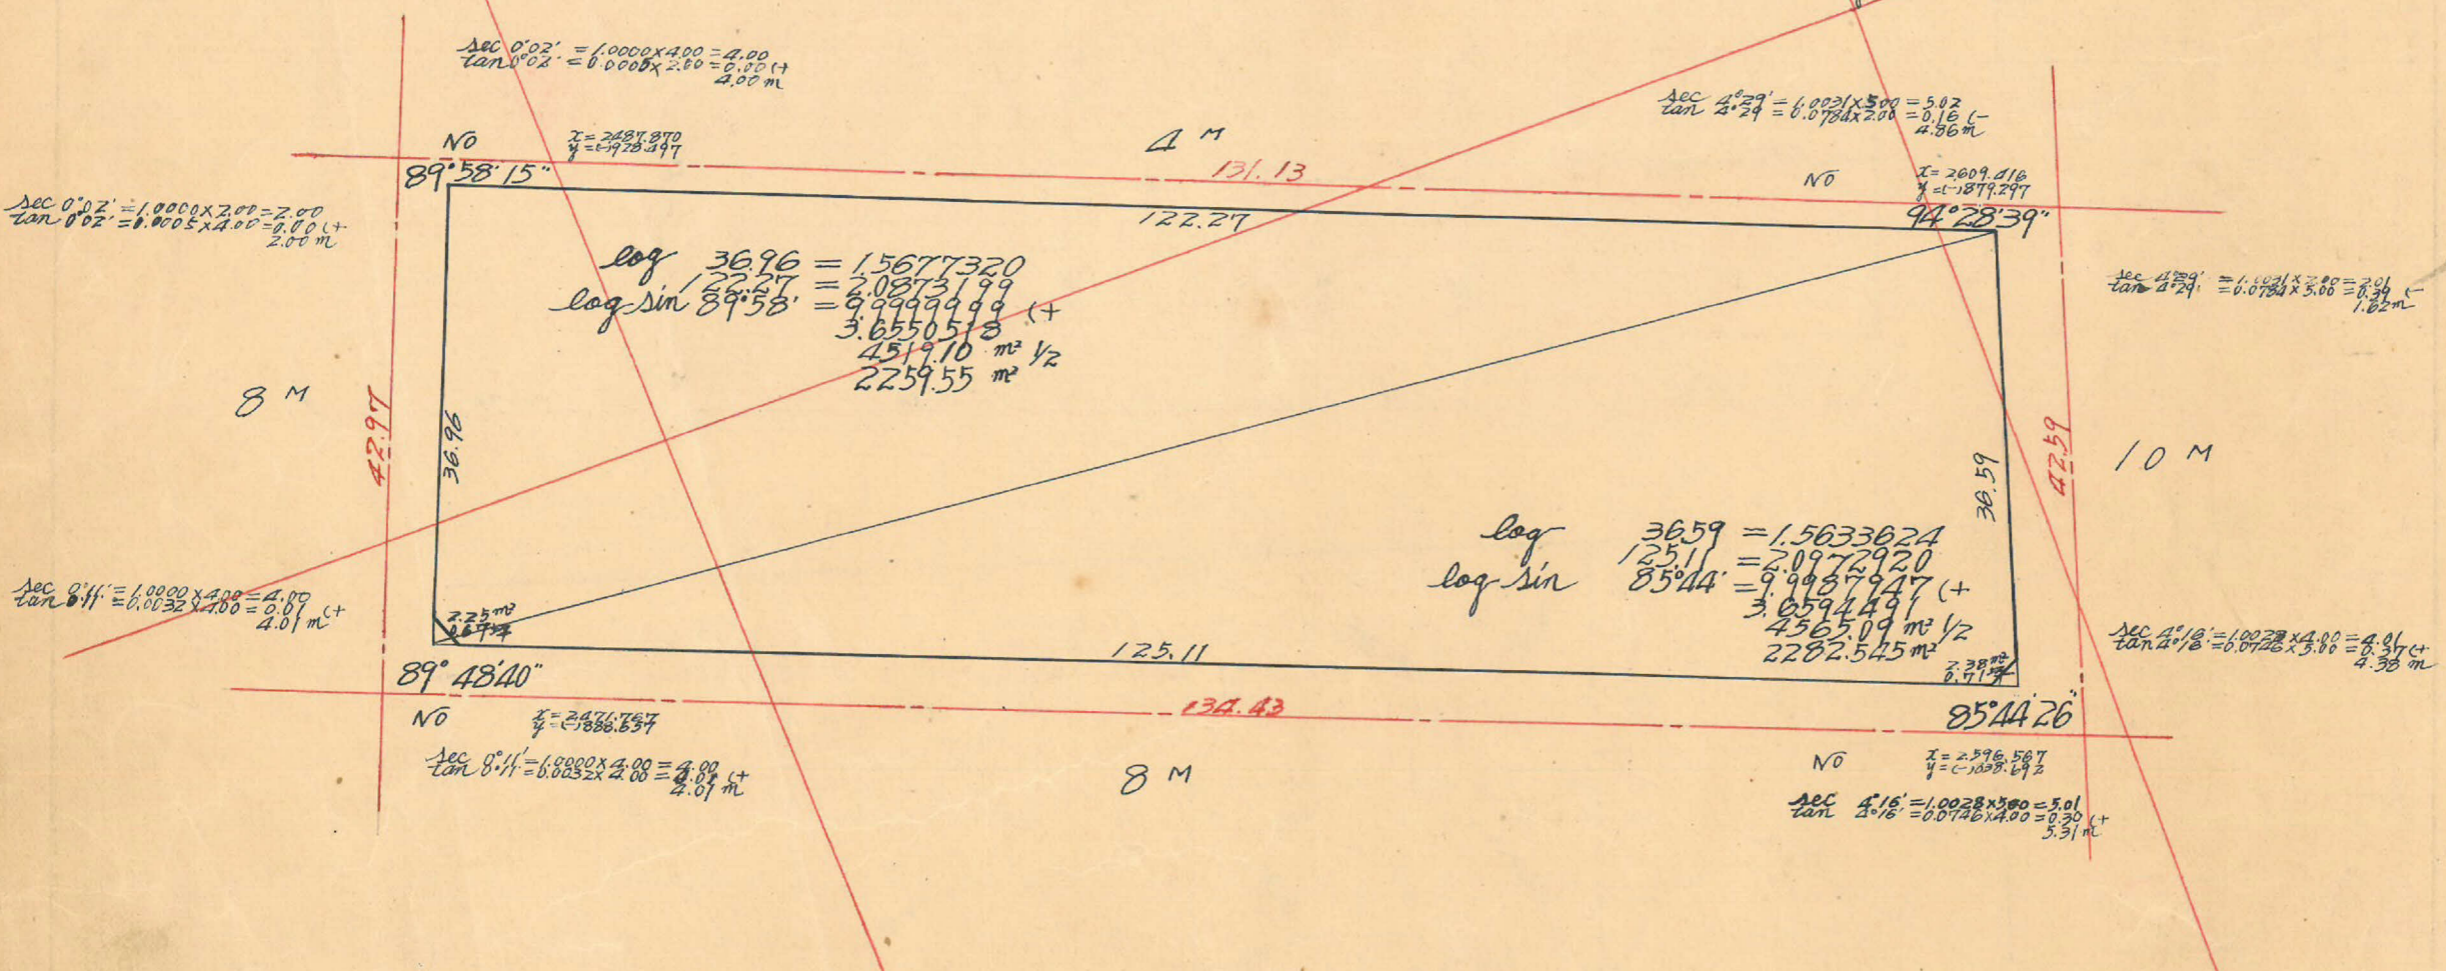 sec 0°02' = 1.0000×4.00 = 4.00
tan 0°02' = 0.0005×2.00 = 0.00 (+
4.00 m
NO
x = 2487.870
89°58'15"
4 M
131.13
sec 4°29' = 1.0031×5.00 = 5.02
tan 4°29' = 0.0784×2.00 = 0.16 (-
4.86 m
NO
x = 2609.416
y = (-)879.297
94°28'39"
sec 0°02' = 1.0000×2.00 = 2.00
tan 0°02' = 0.0005×4.00 = 0.00 (+
2.00 m
122.27
log 36.96 = 1.5677320
122.27 = 2.0873199
log sin 89°58' = 9.9999999 (+
3.6550518
4519.10 m² 1/2
2259.55 m²
sec 4°29' = 1.0031×2.00 = 2.01
tan 4°29' = 0.0784×5.00 = 0.39 (-
1.62 m
8 M
42.97
36.96
36.59
42.59
10 M
log 36.59 = 1.5633624
125.11 = 2.0972920
log sin 85°44' = 9.9987947 (+
3.6594491
4565.09 m² 1/2
2282.545 m²
sec 0°11' = 1.0000×4.00 = 4.00
tan 0°11' = 0.0032×4.00 = 0.01 (+
4.01 m
2.25 m²
125.11
2.38 m²
sec 4°16' = 1.0028×4.00 = 4.01
tan 4°16' = 0.0746×5.00 = 0.37 (+
4.38 m
89°48'40"
134.43
85°44'26"
NO
x = 2471.767
sec 0°11' = 1.0000×4.00 = 4.00
tan 0°11' = 0.0032×4.00 = 0.01 (+
4.01 m
8 M
NO
x = 2.596.567
sec 4°16' = 1.0028×5.00 = 5.01
tan 4°16' = 0.0746×4.00 = 0.30 (+
5.31 m